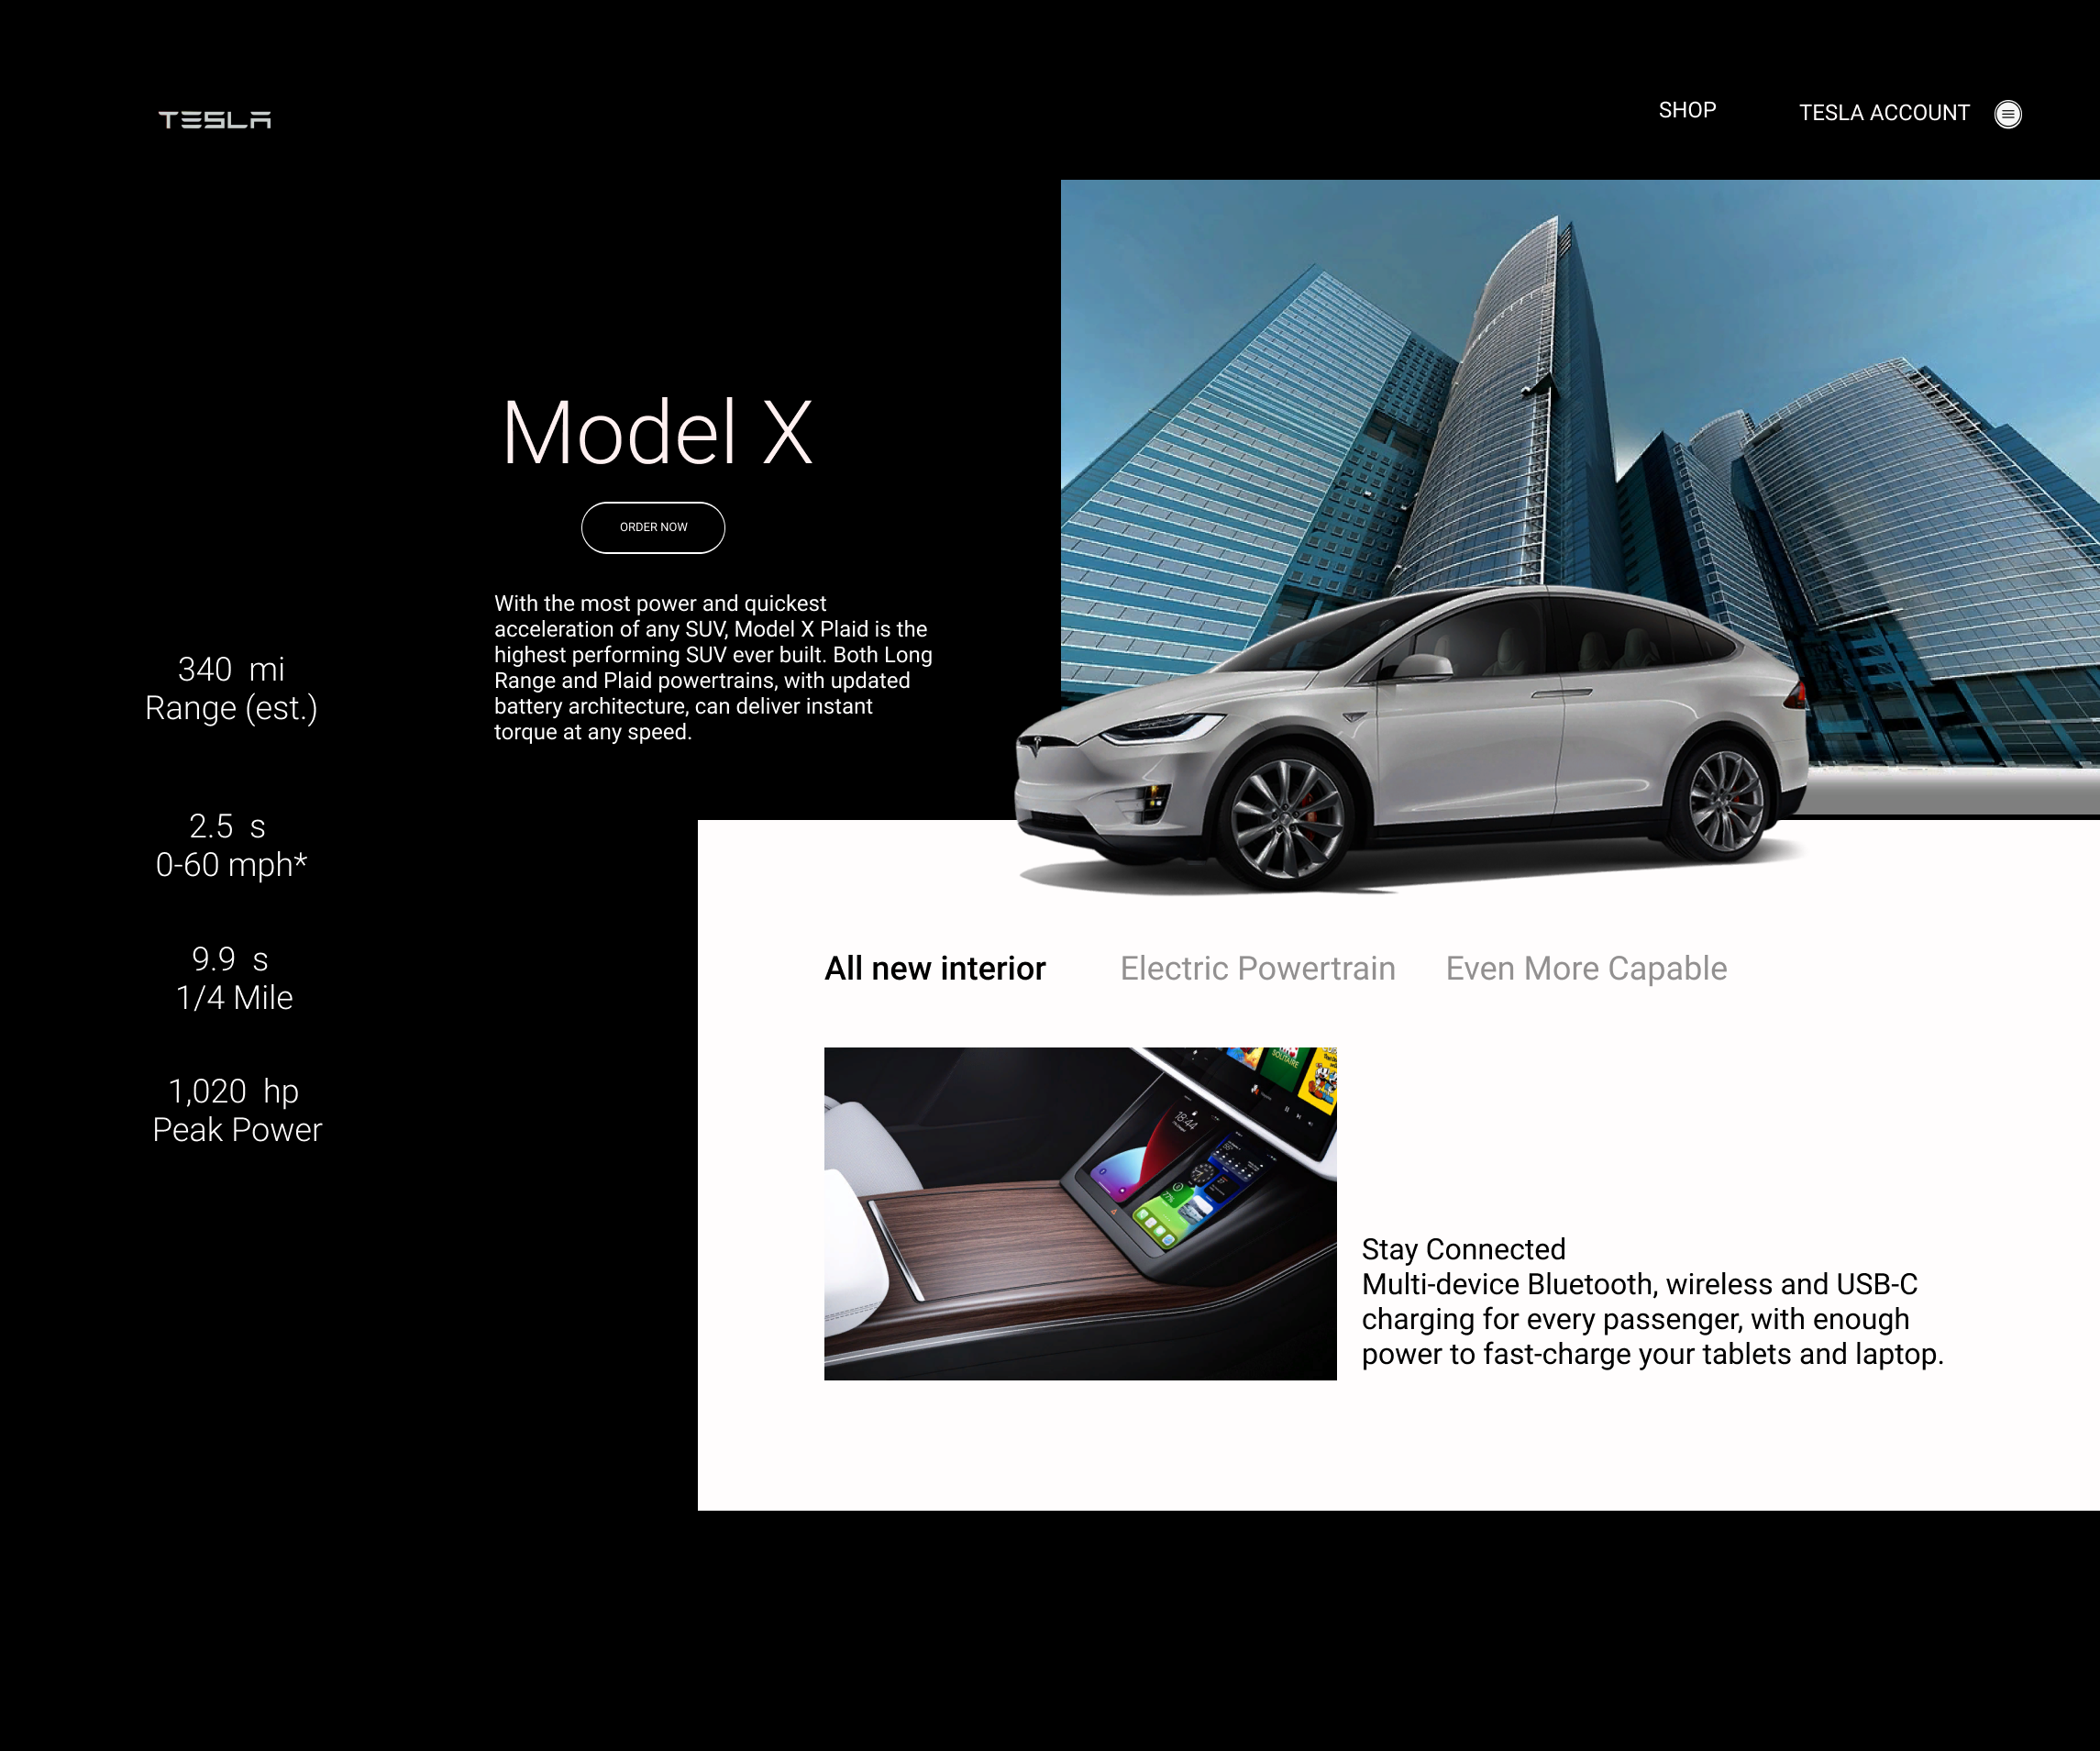 TESLA
SHOP
TESLA ACCOUNT
Model X
ORDER NOW
With the most power and quickest
acceleration of any SUV, Model X Plaid is the
highest performing SUV ever built. Both Long
Range and Plaid powertrains, with updated
battery architecture, can deliver instant
torque at any speed.
340 mi
Range (est.)
2.5 s
0-60 mph*
9.9 s
1/4 Mile
1,020 hp
Peak Power
All new interior
Electric Powertrain
Even More Capable
SOLITAIRE
18:44
Stay Connected
Multi-device Bluetooth, wireless and USB-C
charging for every passenger, with enough
power to fast-charge your tablets and laptop.